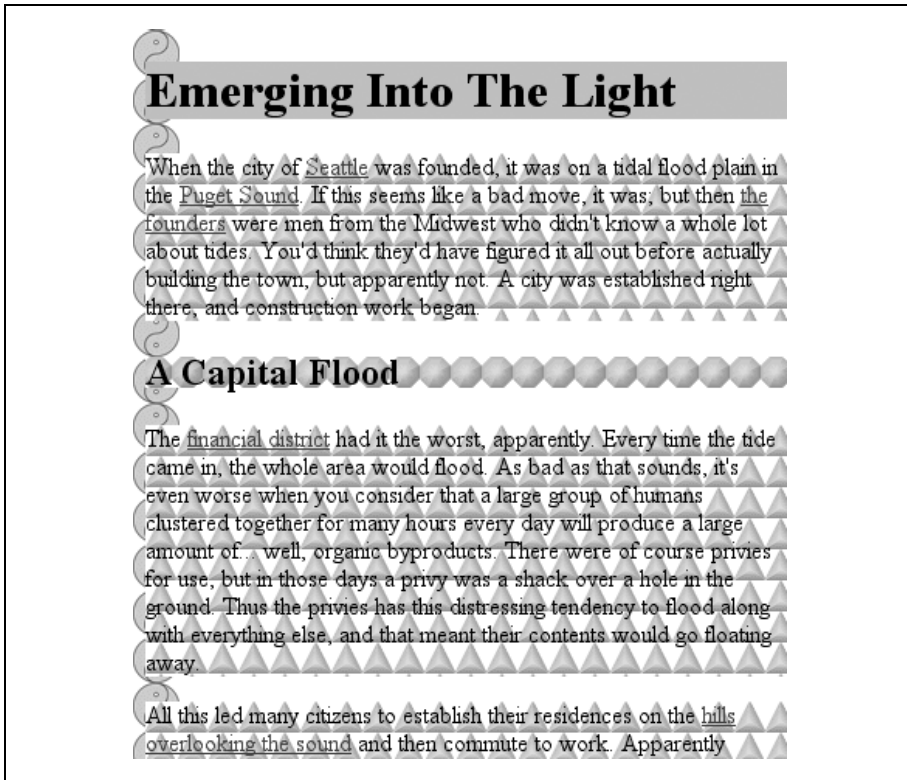 Emerging Into The Light
When the city of Seattle was founded, it was on a tidal flood plain in
the Puget Sound. If this seems like a bad move, it was; but then the
founders were men from the Midwest who didn't know a whole lot
about tides. You'd think they'd have figured it all out before actually
building the town, but apparently not. A city was established right
there, and construction work began.
A Capital Flood
The financial district had it the worst, apparently. Every time the tide
came in, the whole area would flood. As bad as that sounds, it's
even worse when you consider that a large group of humans
clustered together for many hours every day will produce a large
amount of... well, organic byproducts. There were of course privies
for use, but in those days a privy was a shack over a hole in the
ground. Thus the privies has this distressing tendency to flood along
with everything else, and that meant their contents would go floating
away.
All this led many citizens to establish their residences on the hills
overlooking the sound and then commute to work. Apparently